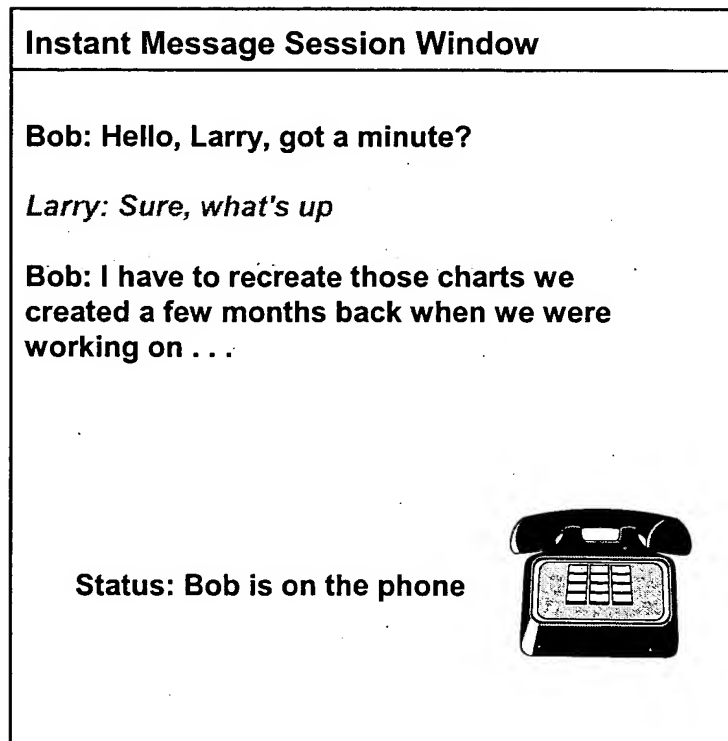 Instant Message Session Window
Bob: Hello, Larry, got a minute?
Larry: Sure, what's up
Bob: I have to recreate those charts we
created a few months back when we were
working on . . .
Status: Bob is on the phone